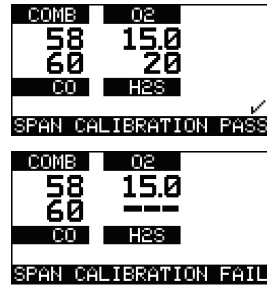 COMB O2
58 15.0
60 20
CO H2S
SPAN CALIBRATION PASS
COMB O2
58 15.0
60 ---
CO H2S
SPAN CALIBRATION FAIL